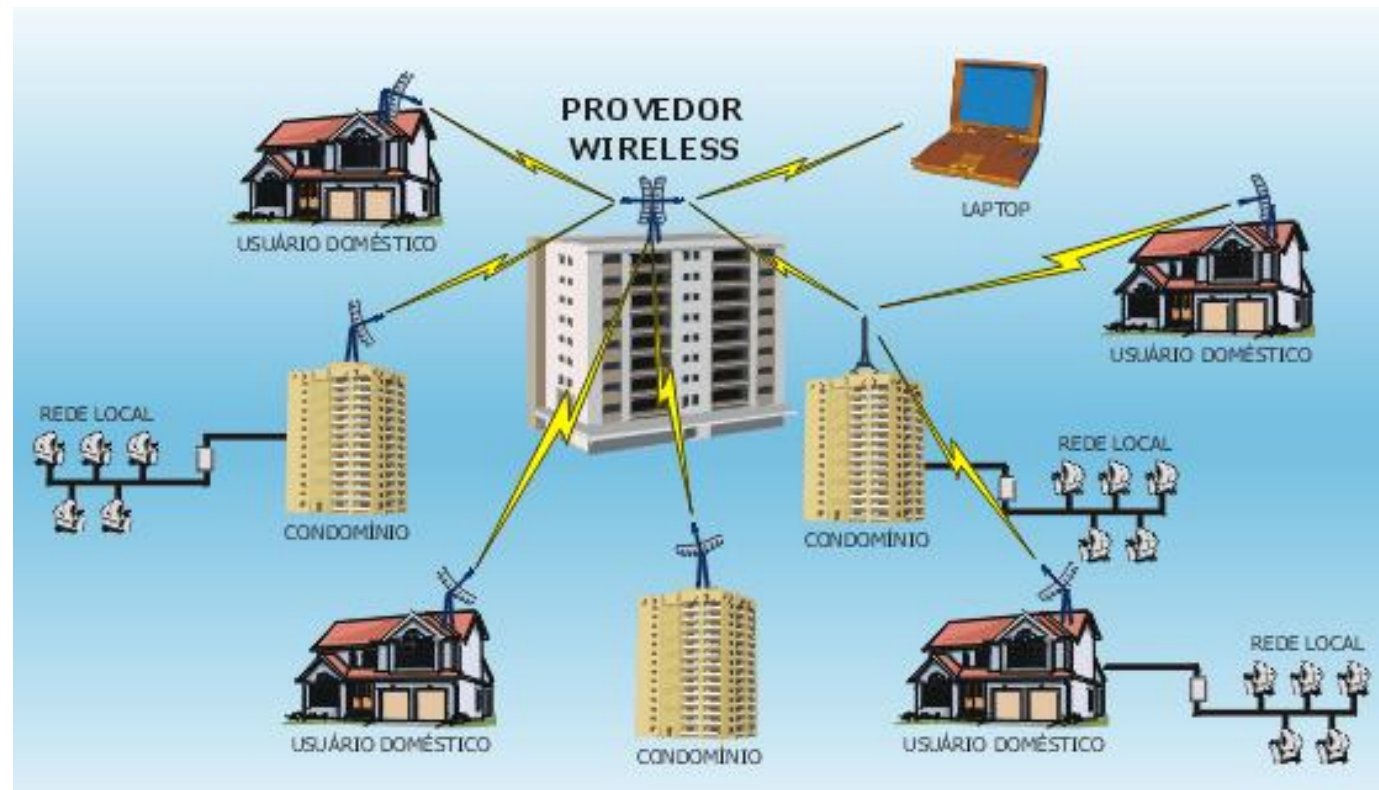 PROVEDOR
WIRELESS
LAPTOP
USUÁRIO DOMÉSTICO
USUÁRIO DOMÉSTICO
REDE LOCAL
REDE LOCAL
CONDOMÍNIO
CONDOMÍNIO
REDE LOCAL
USUÁRIO DOMÉSTICO
CONDOMÍNIO
USUÁRIO DOMÉSTICO